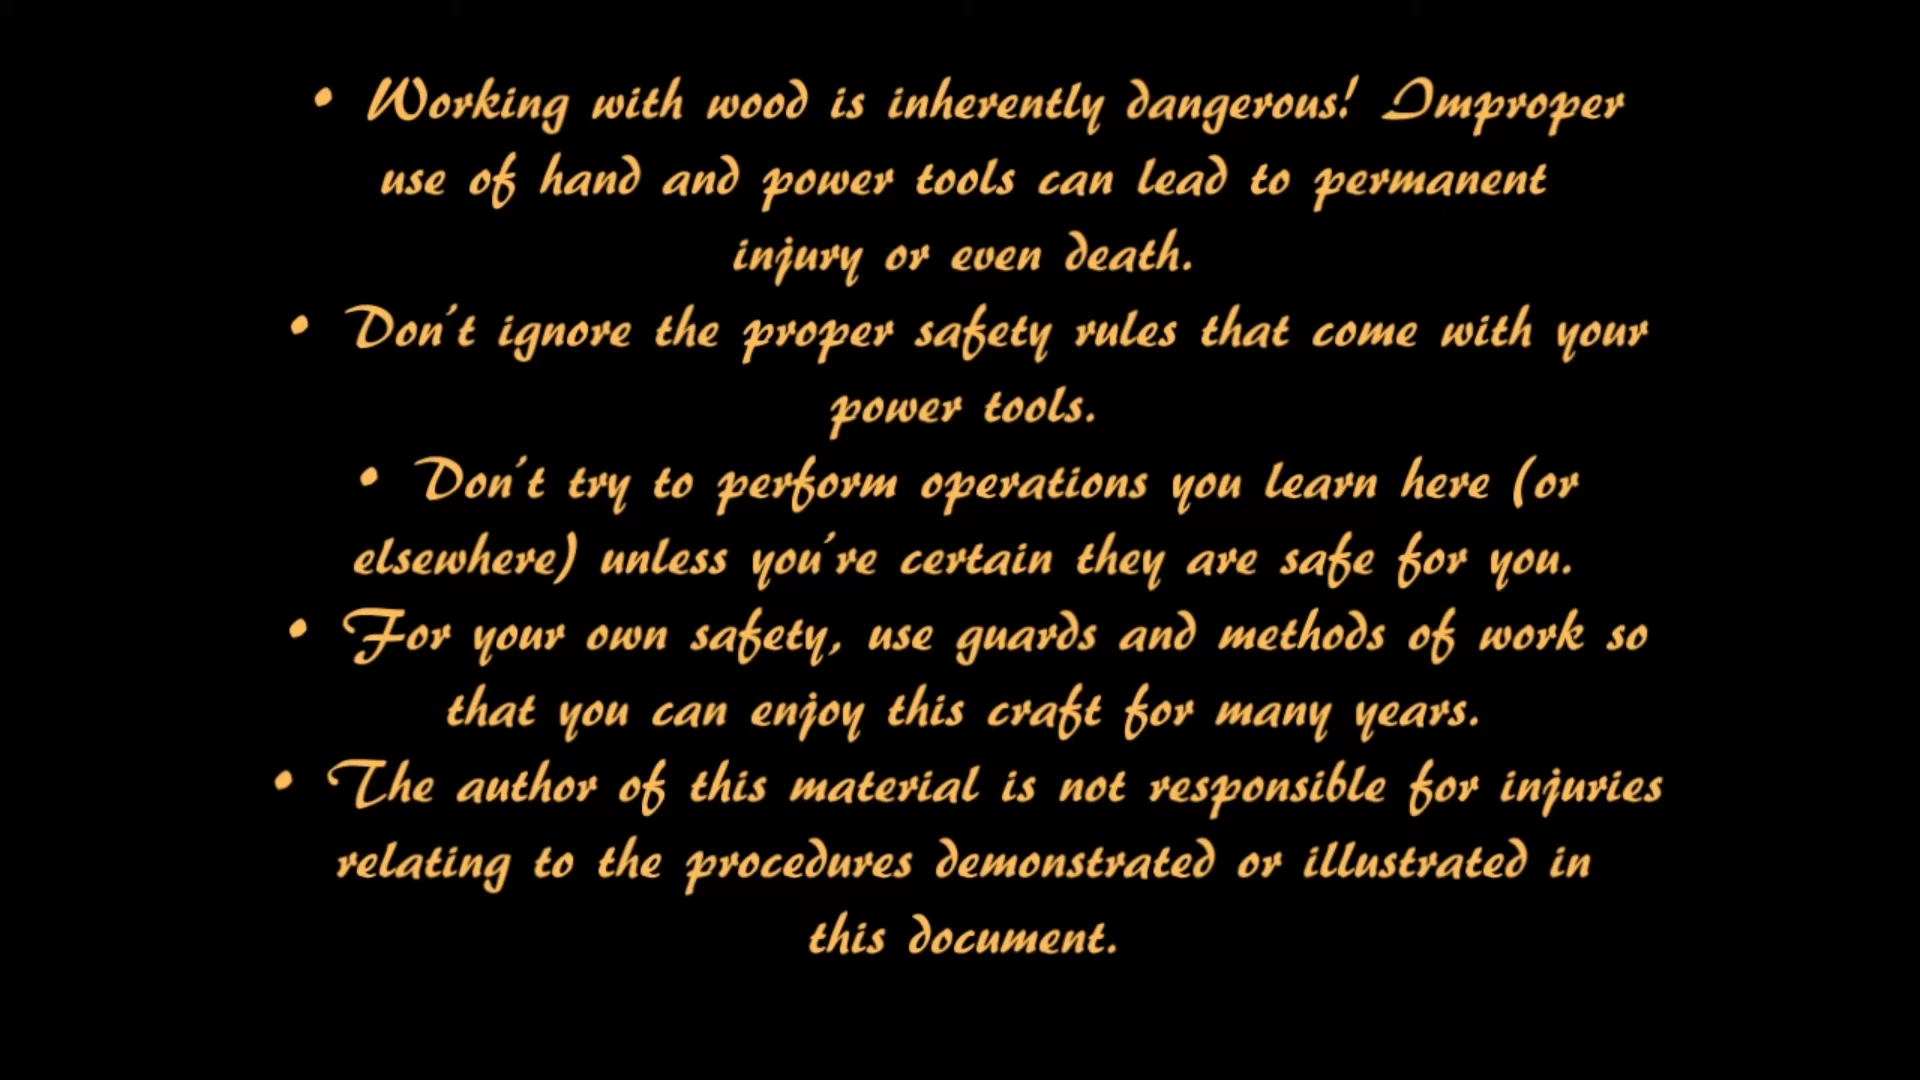 • Working with wood is inherently dangerous! Improper
use of hand and power tools can lead to permanent
injury or even death.
• Don't ignore the proper safety rules that come with your
power tools.
• Don't try to perform operations you learn here (or
elsewhere) unless you're certain they are safe for you.
• For your own safety, use guards and methods of work so
that you can enjoy this craft for many years.
• The author of this material is not responsible for injuries
relating to the procedures demonstrated or illustrated in
this document.